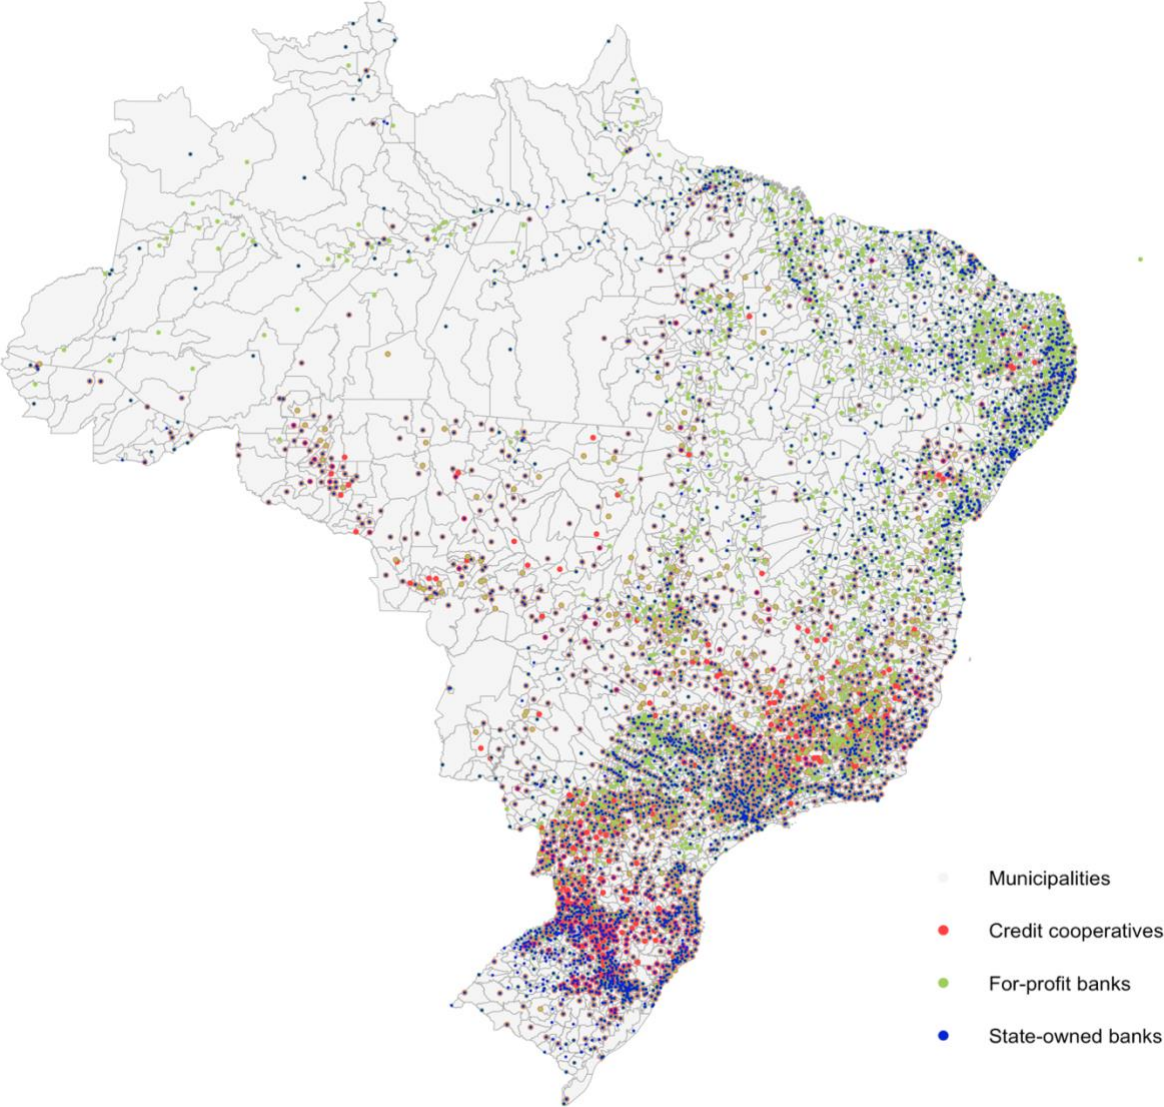 Municipalities
Credit cooperatives
For-profit banks
State-owned banks